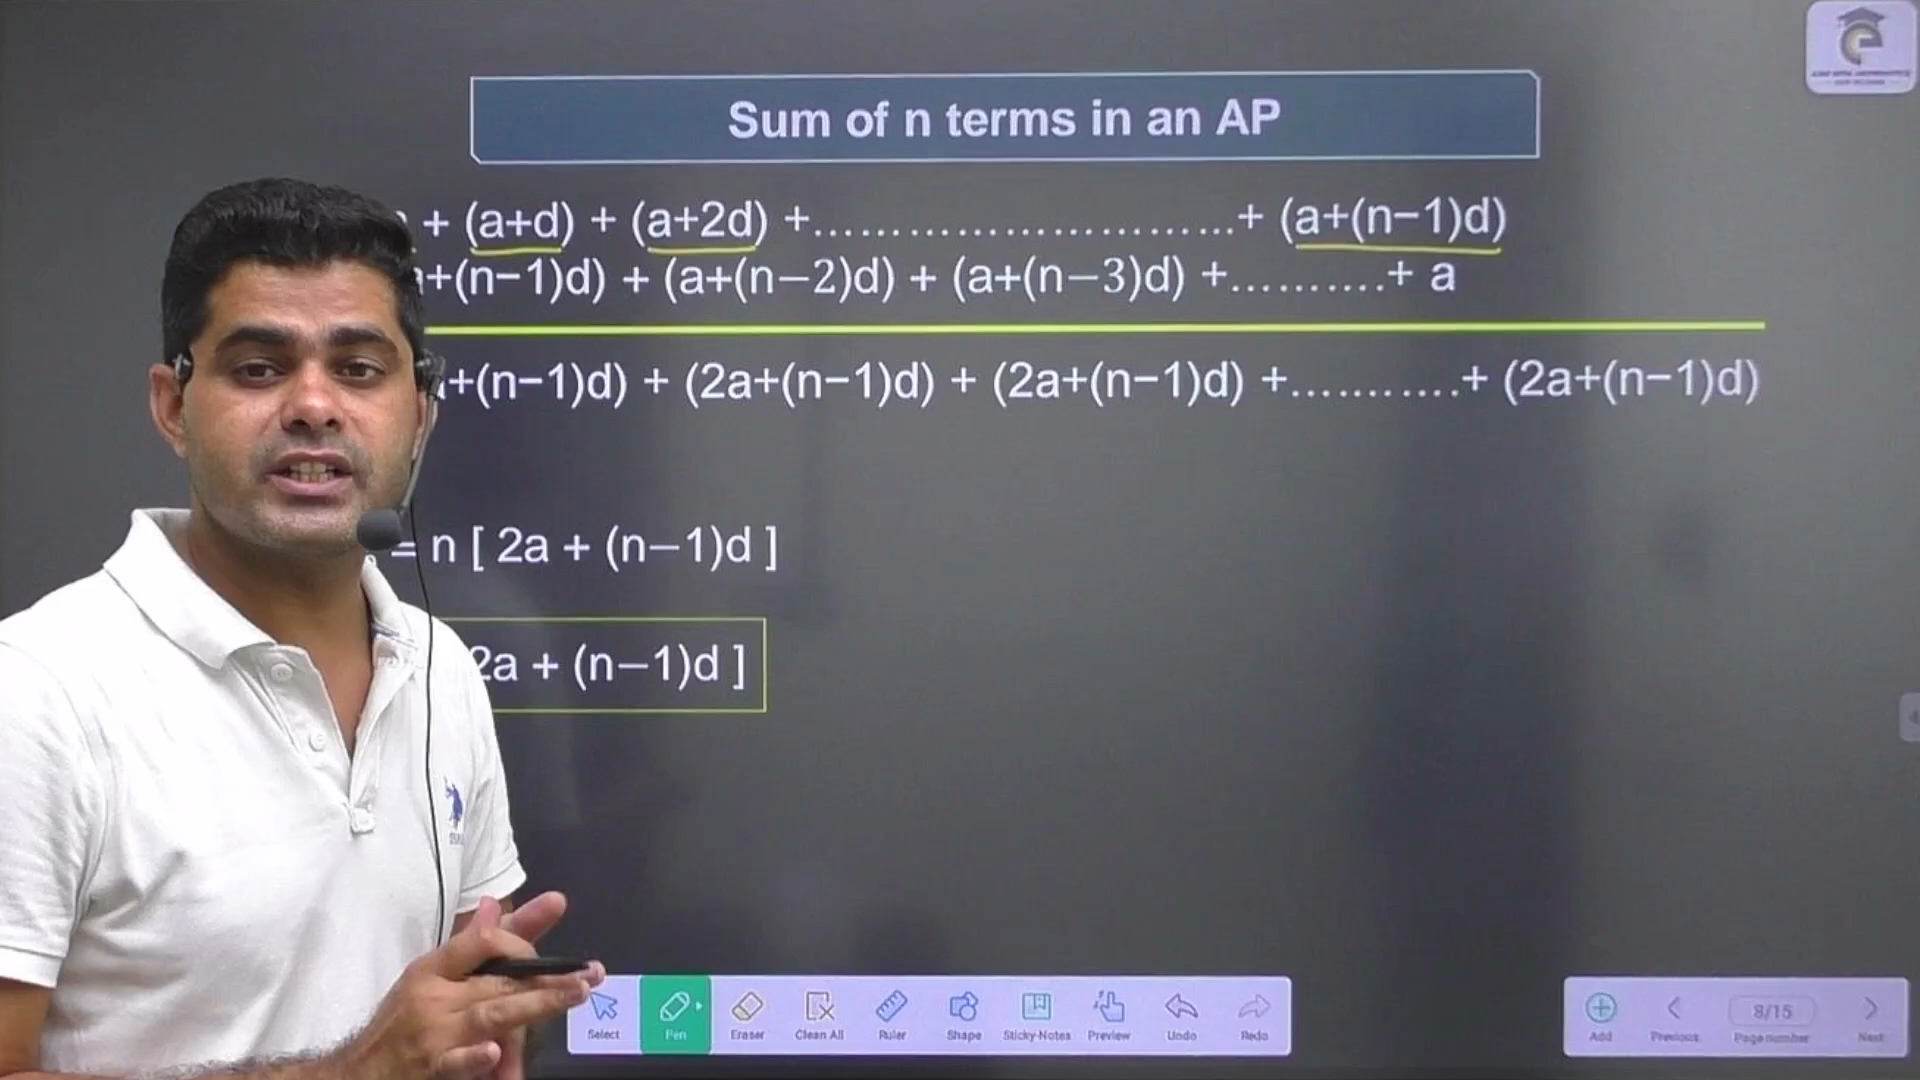 Sum of n terms in an AP
+ (a+d) + (a+2d) +..............................+ (a+(n−1)d)
+(n−1)d) + (a+(n−2)d) + (a+(n−3)d) +..........+ a
+(n−1)d) + (2a+(n−1)d) + (2a+(n−1)d) +...........+ (2a+(n−1)d)
= n [ 2a + (n−1)d ]
2a + (n−1)d ]
Select Pen Eraser Clean All Ruler Shape Sticky-Notes Preview Undo Redo
Add Previous 8/15 Page number Next